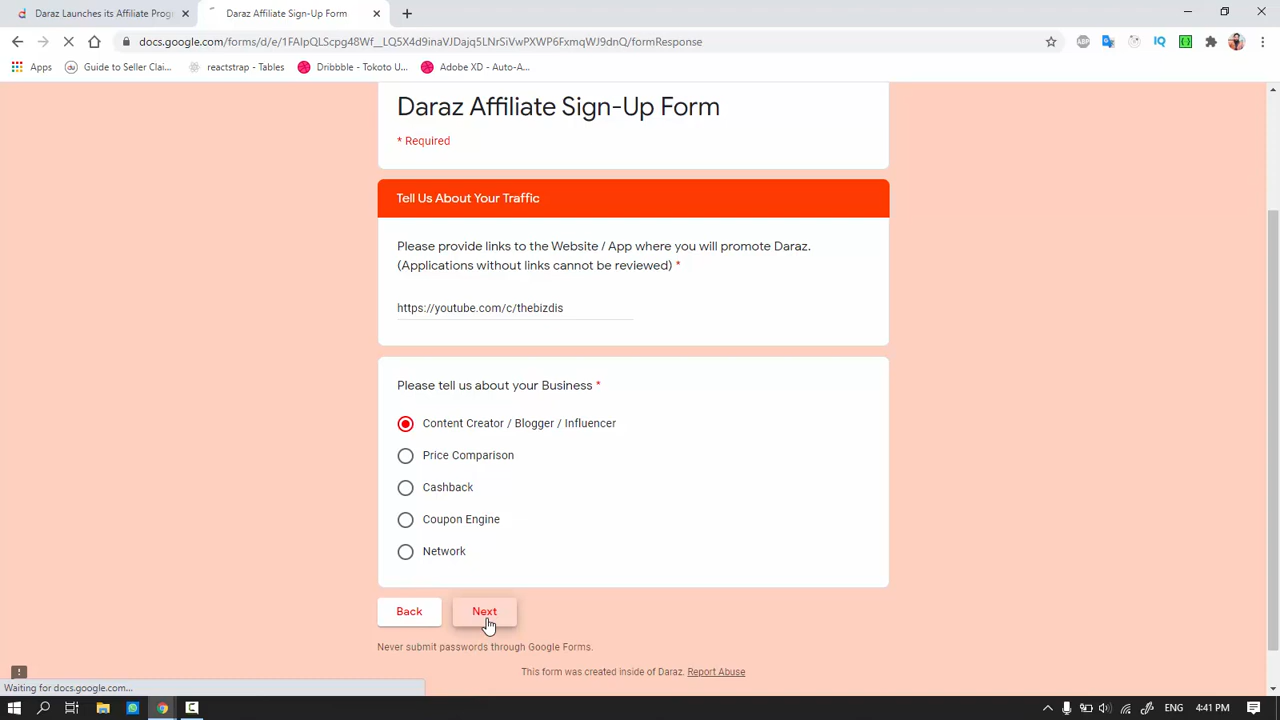 Daraz Launches its Affiliate Prog
Daraz Affiliate Sign-Up Form
docs.google.com/forms/d/e/1FAIpQLScpg48Wf__LQ5X4d9inaVJDajq5LNrSiVwPXWP6FxmqWJ9dnQ/formResponse
ABP
IQ
Apps
Guide to Seller Clai...
reactstrap - Tables
Dribbble - Tokoto U...
Adobe XD - Auto-A...
Daraz Affiliate Sign-Up Form
* Required
Tell Us About Your Traffic
Please provide links to the Website / App where you will promote Daraz.
(Applications without links cannot be reviewed) *
https://youtube.com/c/thebizdis
Please tell us about your Business *
Content Creator / Blogger / Influencer
Price Comparison
Cashback
Coupon Engine
Network
Back
Next
Never submit passwords through Google Forms.
This form was created inside of Daraz. Report Abuse
Waiting for docs.google.com...
ENG
4:41 PM